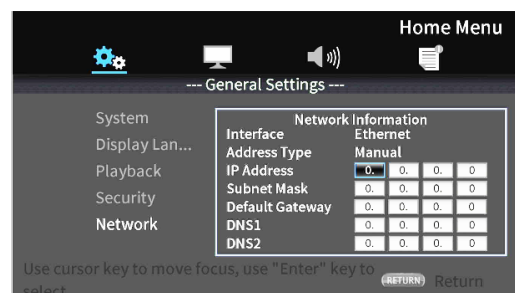 Home Menu
--- General Settings ---
System
Display Lan...
Playback
Security
Network
Network Information
Interface Ethernet
Address Type Manual
IP Address 0. 0. 0. 0
Subnet Mask 0. 0. 0. 0
Default Gateway 0. 0. 0. 0
DNS1 0. 0. 0. 0
DNS2 0. 0. 0. 0
Use cursor key to move focus, use "Enter" key to
select
RETURN Return